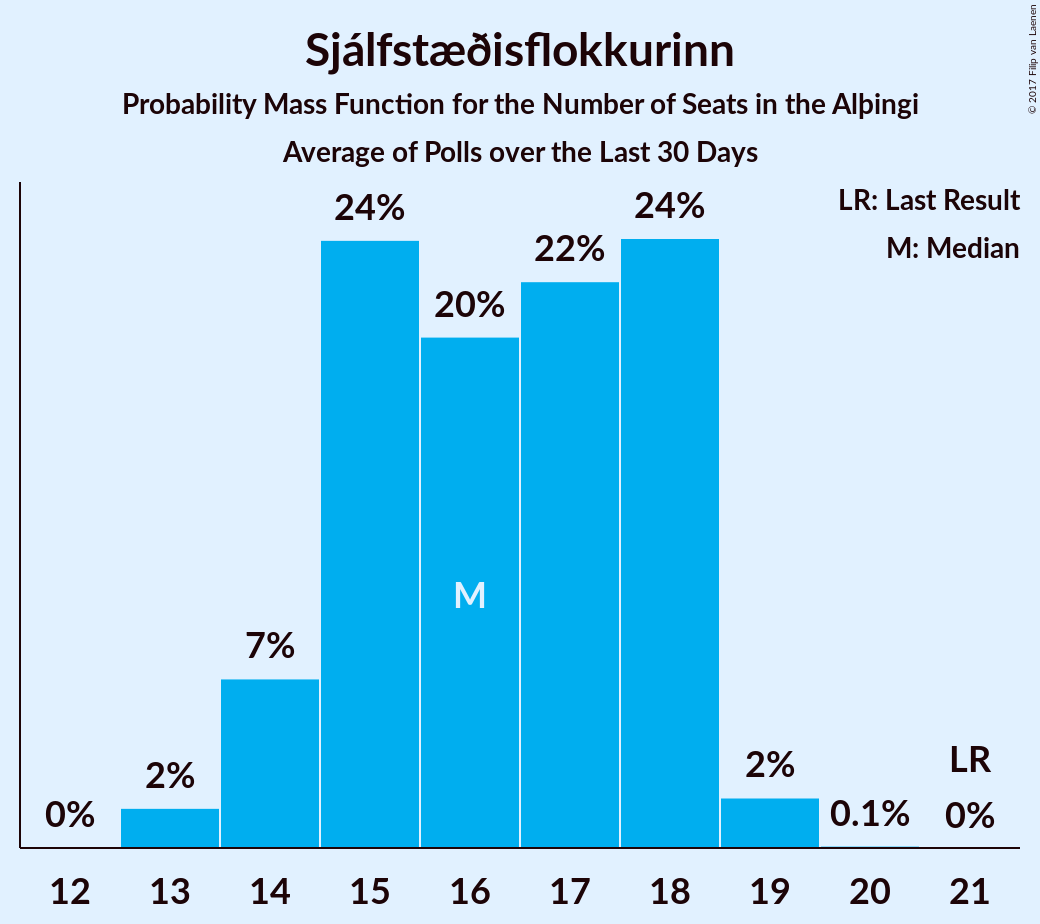 Sjálfstæðisflokkurinn
Probability Mass Function for the Number of Seats in the Alþingi
Average of Polls over the Last 30 Days
© 2017 Filip van Laenen
LR: Last Result
M: Median
0%
2%
7%
24%
20%
22%
24%
2%
0.1%
LR
0%
M
12 13 14 15 16 17 18 19 20 21